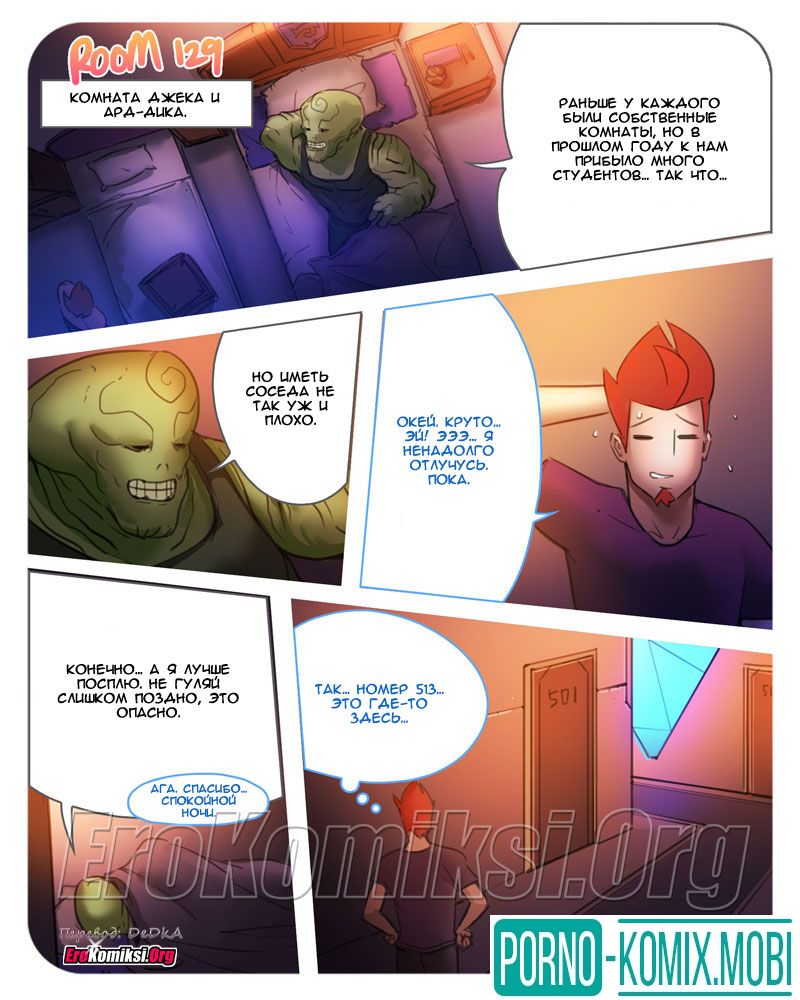 ROOM 129
КОМНАТА ДЖЕКА И
АРД-ДИКА.
РАНЬШЕ У КАЖДОГО
БЫЛИ СОБСТВЕННЫЕ
КОМНАТЫ, НО В
ПРОШЛОМ ГОДУ К НАМ
ПРИБЫЛО МНОГО
СТУДЕНТОВ... ТАК ЧТО...
НО ИМЕТЬ
СОСЕДА НЕ
ТАК УЖ И
ПЛОХО.
ОКЕЙ. КРУТО...
ЭЙ! ЭЭЭ... Я
НЕНАДОЛГО
ОТЛУЧУСЬ.
ПОКА.
КОНЕЧНО... А Я ЛУЧШЕ
ПОСПЛЮ. НЕ ГУЛЯЙ
СЛИШКОМ ПОЗДНО, ЭТО
ОПАСНО.
АГА. СПАСИБО...
СПОКОЙНОЙ
НОЧИ.
ТАК... НОМЕР 513...
ЭТО ГДЕ-ТО
ЗДЕСЬ...
501
EroKomiksi.Org
Перевод: DeDkA
EroKomiksi.Org
PORNO-KOMIX.MOBI